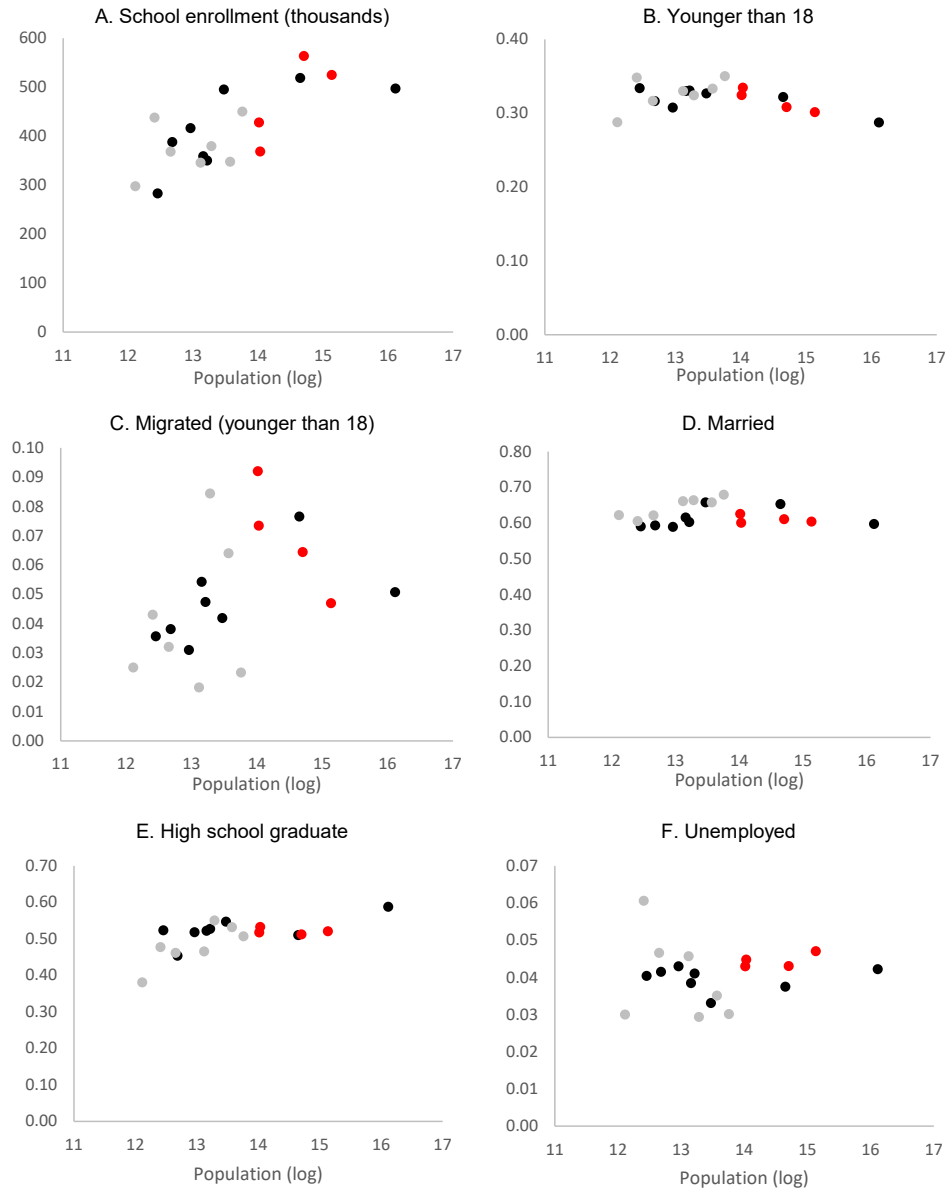 A. School enrollment (thousands)
600
500
400
300
200
100
0
11 12 13 14 15 16 17
Population (log)
B. Younger than 18
0.40
0.30
0.20
0.10
0.00
11 12 13 14 15 16 17
Population (log)
C. Migrated (younger than 18)
0.10
0.09
0.08
0.07
0.06
0.05
0.04
0.03
0.02
0.01
0.00
11 12 13 14 15 16 17
Population (log)
D. Married
0.80
0.70
0.60
0.50
0.40
0.30
0.20
0.10
0.00
11 12 13 14 15 16 17
Population (log)
E. High school graduate
0.70
0.60
0.50
0.40
0.30
0.20
0.10
0.00
11 12 13 14 15 16 17
Population (log)
F. Unemployed
0.07
0.06
0.05
0.04
0.03
0.02
0.01
0.00
11 12 13 14 15 16 17
Population (log)